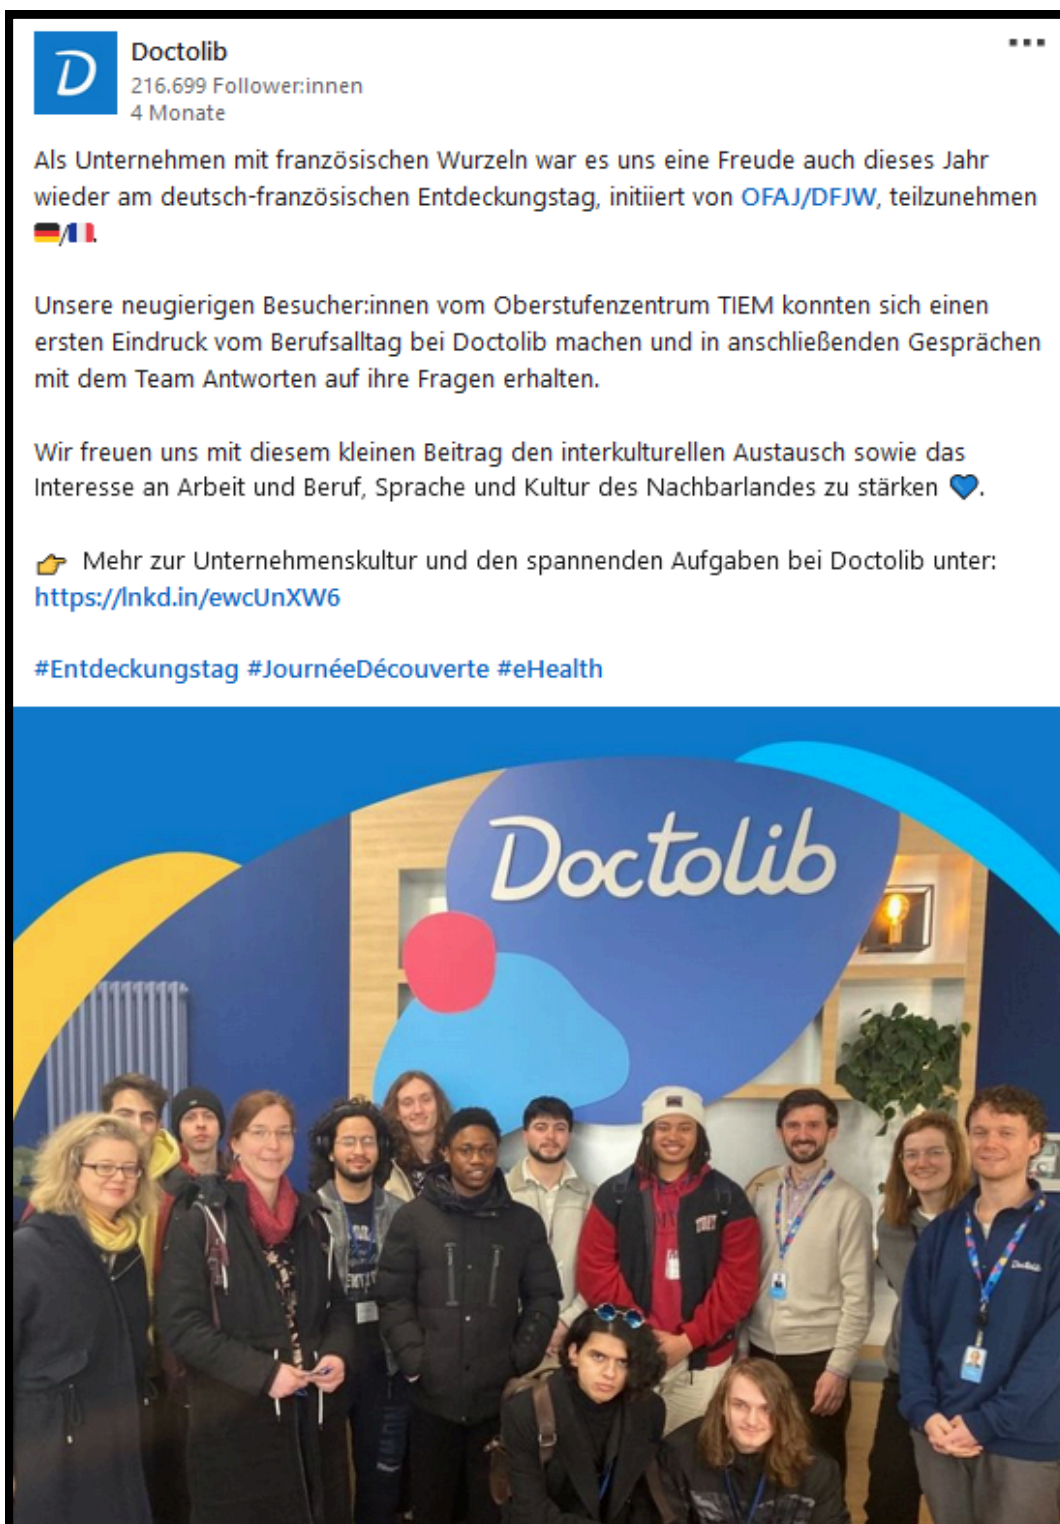 D
Doctolib
216.699 Follower:innen
4 Monate
Als Unternehmen mit französischen Wurzeln war es uns eine Freude auch dieses Jahr
wieder am deutsch-französischen Entdeckungstag, initiiert von OFAJ/DFJW, teilzunehmen
🇩🇪/🇫🇷.
Unsere neugierigen Besucher:innen vom Oberstufenzentrum TIEM konnten sich einen
ersten Eindruck vom Berufsalltag bei Doctolib machen und in anschließenden Gesprächen
mit dem Team Antworten auf ihre Fragen erhalten.
Wir freuen uns mit diesem kleinen Beitrag den interkulturellen Austausch sowie das
Interesse an Arbeit und Beruf, Sprache und Kultur des Nachbarlandes zu stärken 💙.
👉 Mehr zur Unternehmenskultur und den spannenden Aufgaben bei Doctolib unter:
https://lnkd.in/ewcUnXW6
#Entdeckungstag #JournéeDécouverte #eHealth
Doctolib
Doctolib